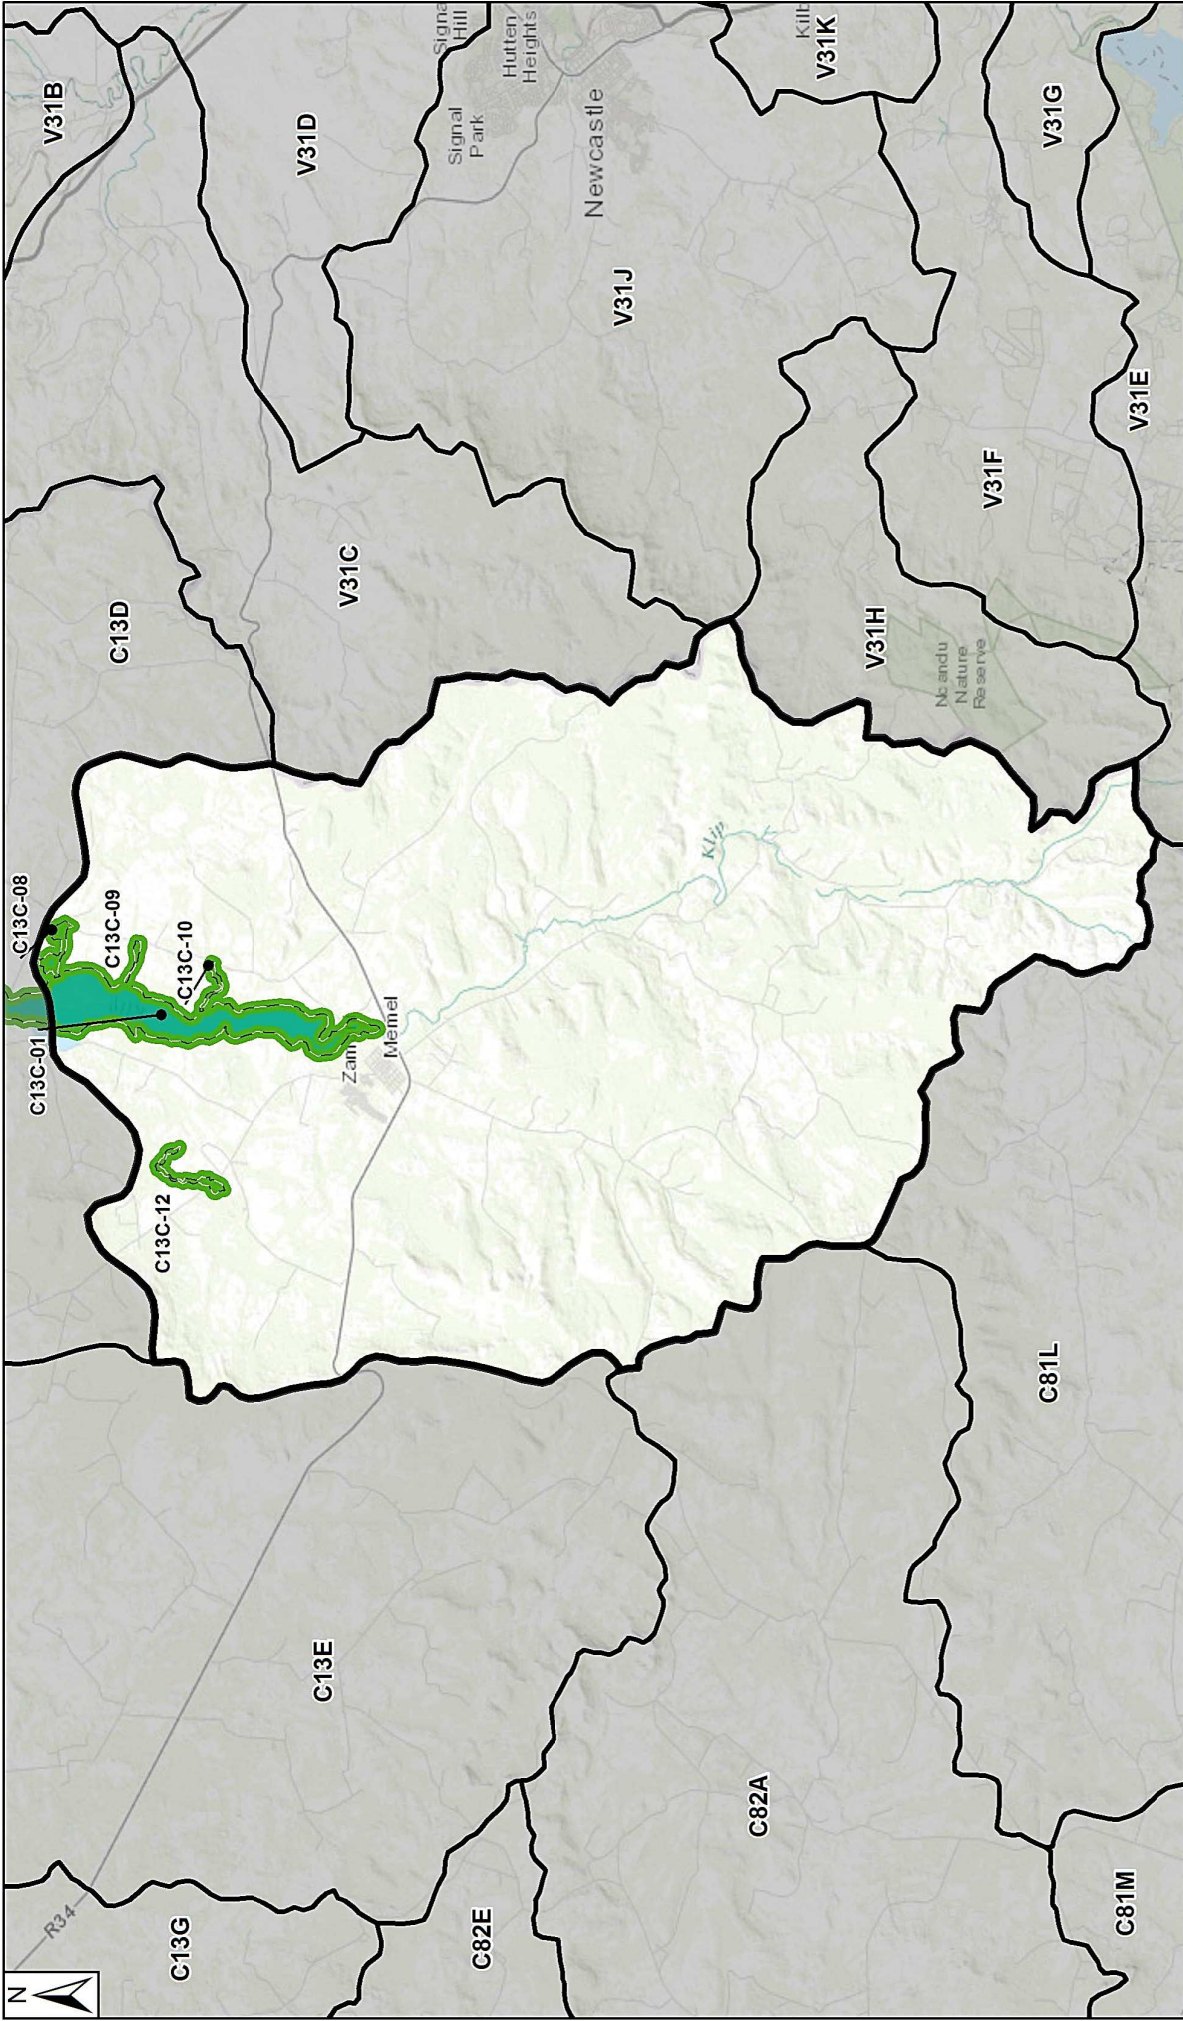 N
C13C-08
C13C-01
V31B
R34
C13C-09
C13D
C13C-12
C13G
C13C-10
V31D
C13E
Zam
V31C
Memel
Signa
Hill
Signal
Park
C82E
Hutten
Heights
Newcastle
V31J
Klip
C82A
Kilb
V31K
V31H
Ncandu
Nature
Reserve
V31F
C81L
V31G
C81M
V31E